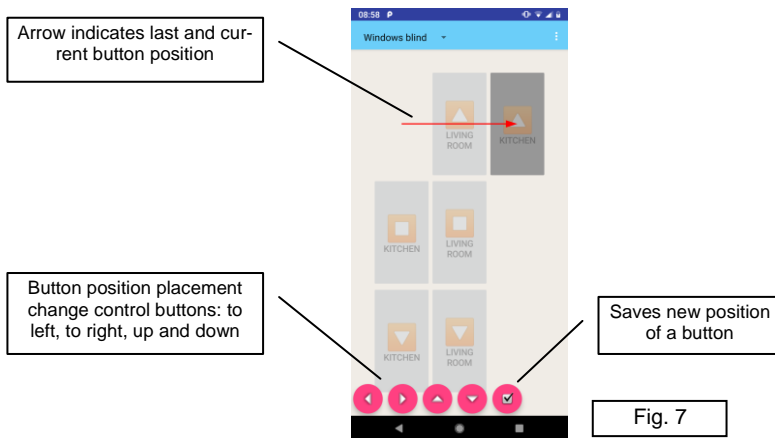 08:58 P
Arrow indicates last and cur-
rent button position
Windows blind
LIVING
ROOM
KITCHEN
KITCHEN
LIVING
ROOM
Button position placement
change control buttons: to
left, to right, up and down
KITCHEN
LIVING
ROOM
Saves new position
of a button
Fig. 7